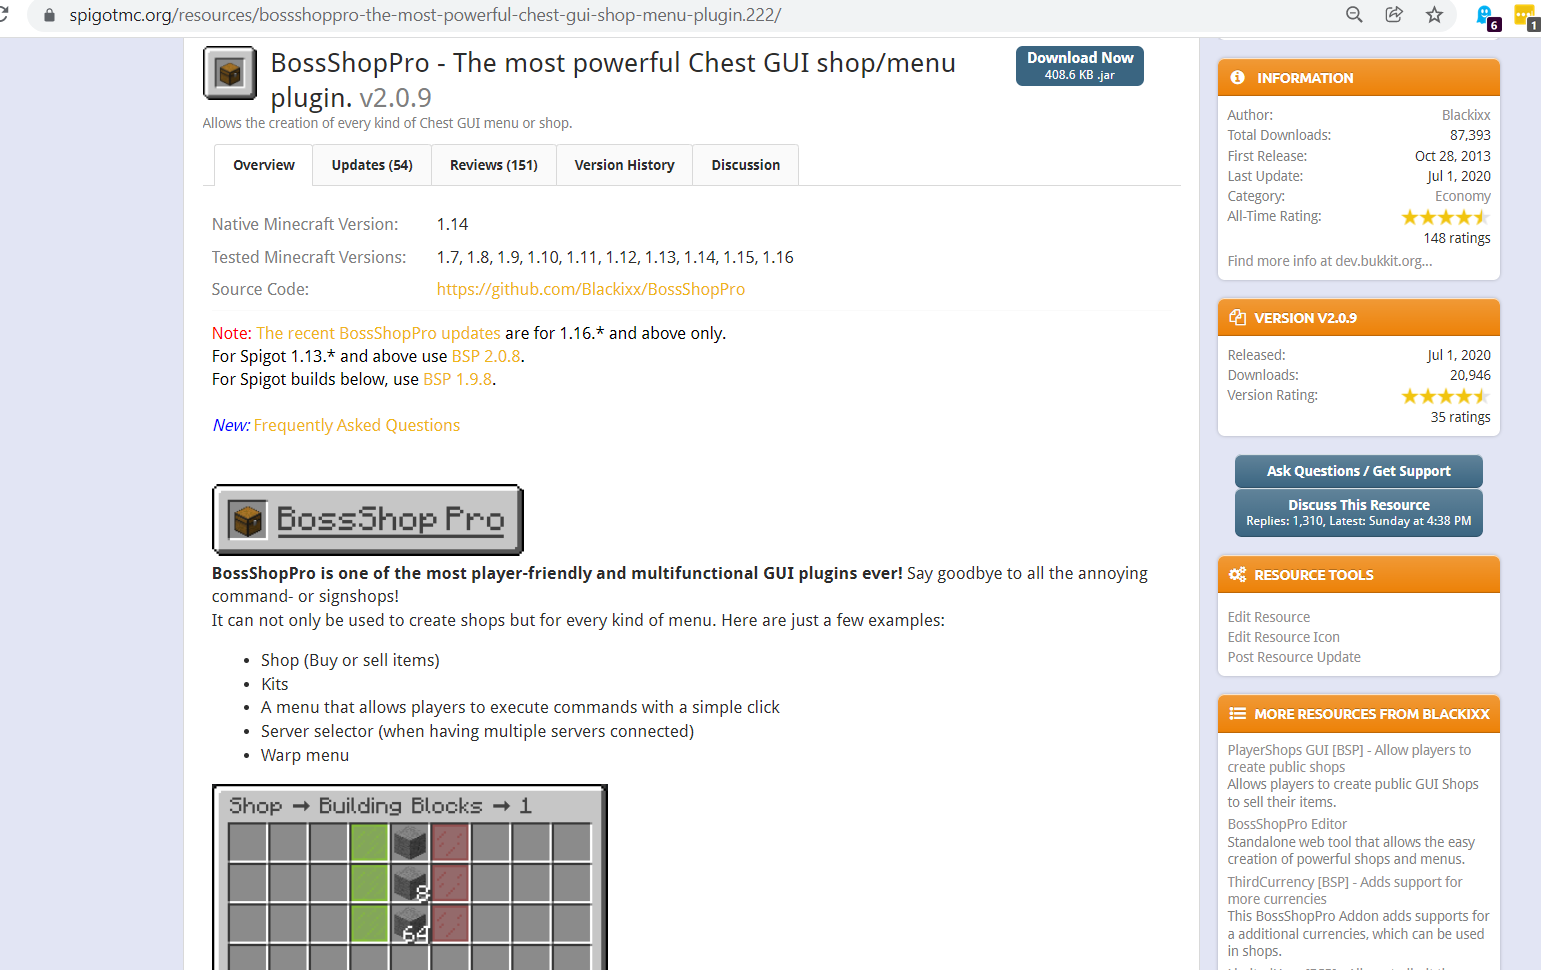 spigotmc.org/resources/bossshoppro-the-most-powerful-chest-gui-shop-menu-plugin.222/
6
1
BossShopPro - The most powerful Chest GUI shop/menu
plugin. v2.0.9
Allows the creation of every kind of Chest GUI menu or shop.
Download Now
408.6 KB .jar
Overview
Updates (54)
Reviews (151)
Version History
Discussion
Native Minecraft Version: 1.14
Tested Minecraft Versions: 1.7, 1.8, 1.9, 1.10, 1.11, 1.12, 1.13, 1.14, 1.15, 1.16
Source Code: https://github.com/Blackixx/BossShopPro
Note: The recent BossShopPro updates are for 1.16.* and above only.
For Spigot 1.13.* and above use BSP 2.0.8.
For Spigot builds below, use BSP 1.9.8.
New: Frequently Asked Questions
BossShop Pro
BossShopPro is one of the most player-friendly and multifunctional GUI plugins ever! Say goodbye to all the annoying
command- or signshops!
It can not only be used to create shops but for every kind of menu. Here are just a few examples:
• Shop (Buy or sell items)
• Kits
• A menu that allows players to execute commands with a simple click
• Server selector (when having multiple servers connected)
• Warp menu
Shop → Building Blocks → 1
8
64
INFORMATION
Author: Blackixx
Total Downloads: 87,393
First Release: Oct 28, 2013
Last Update: Jul 1, 2020
Category: Economy
All-Time Rating:
148 ratings
Find more info at dev.bukkit.org...
VERSION V2.0.9
Released: Jul 1, 2020
Downloads: 20,946
Version Rating:
35 ratings
Ask Questions / Get Support
Discuss This Resource
Replies: 1,310, Latest: Sunday at 4:38 PM
RESOURCE TOOLS
Edit Resource
Edit Resource Icon
Post Resource Update
MORE RESOURCES FROM BLACKIXX
PlayerShops GUI [BSP] - Allow players to
create public shops
Allows players to create public GUI Shops
to sell their items.
BossShopPro Editor
Standalone web tool that allows the easy
creation of powerful shops and menus.
ThirdCurrency [BSP] - Adds support for
more currencies
This BossShopPro Addon adds supports for
a additional currencies, which can be used
in shops.